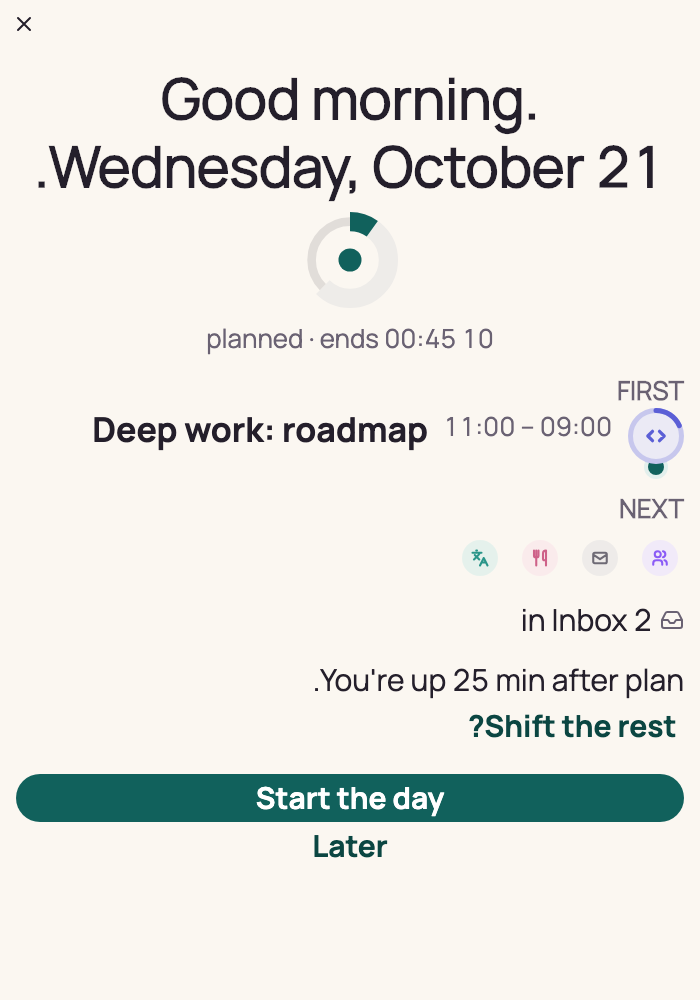 Good morning.
.Wednesday, October 21
planned · ends 00:45 10
FIRST
Deep work: roadmap 11:00 – 09:00
NEXT
in Inbox 2
.You're up 25 min after plan
?Shift the rest
Start the day
Later